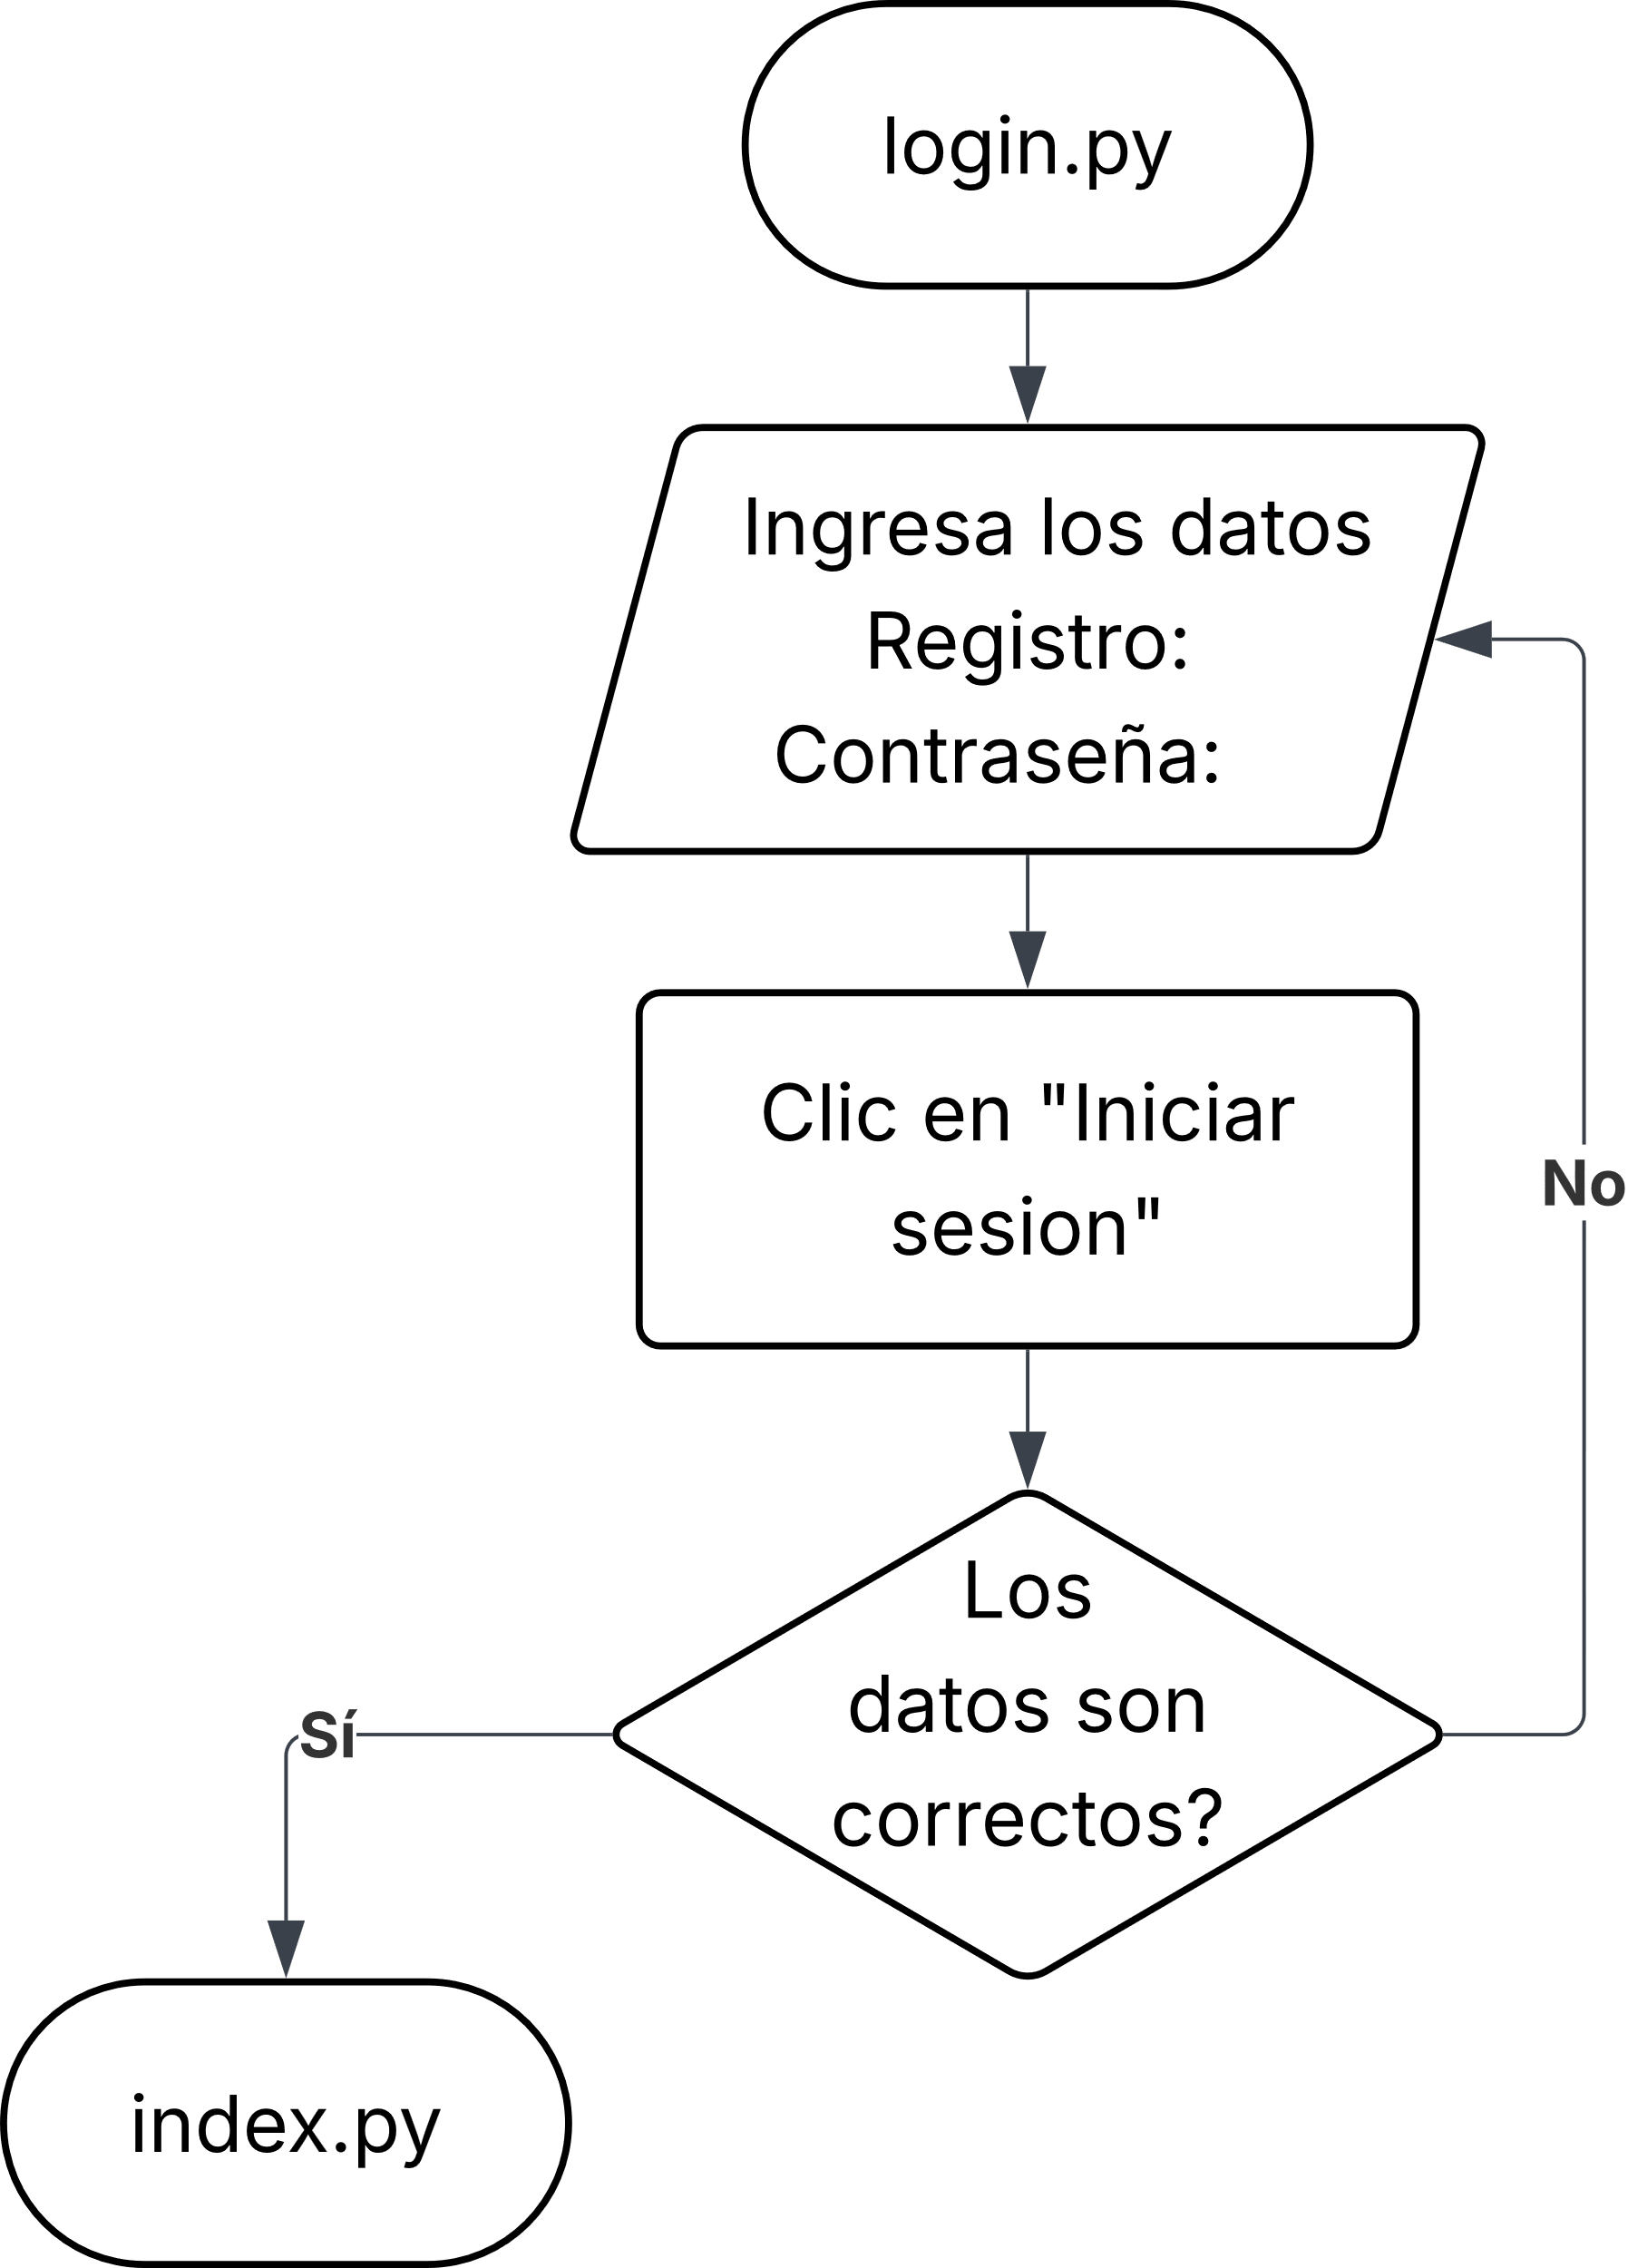 login.py
Ingresa los datos
Registro:
Contraseña:
Clic en "Iniciar
sesion"
No
Los
datos son
correctos?
Sí
index.py